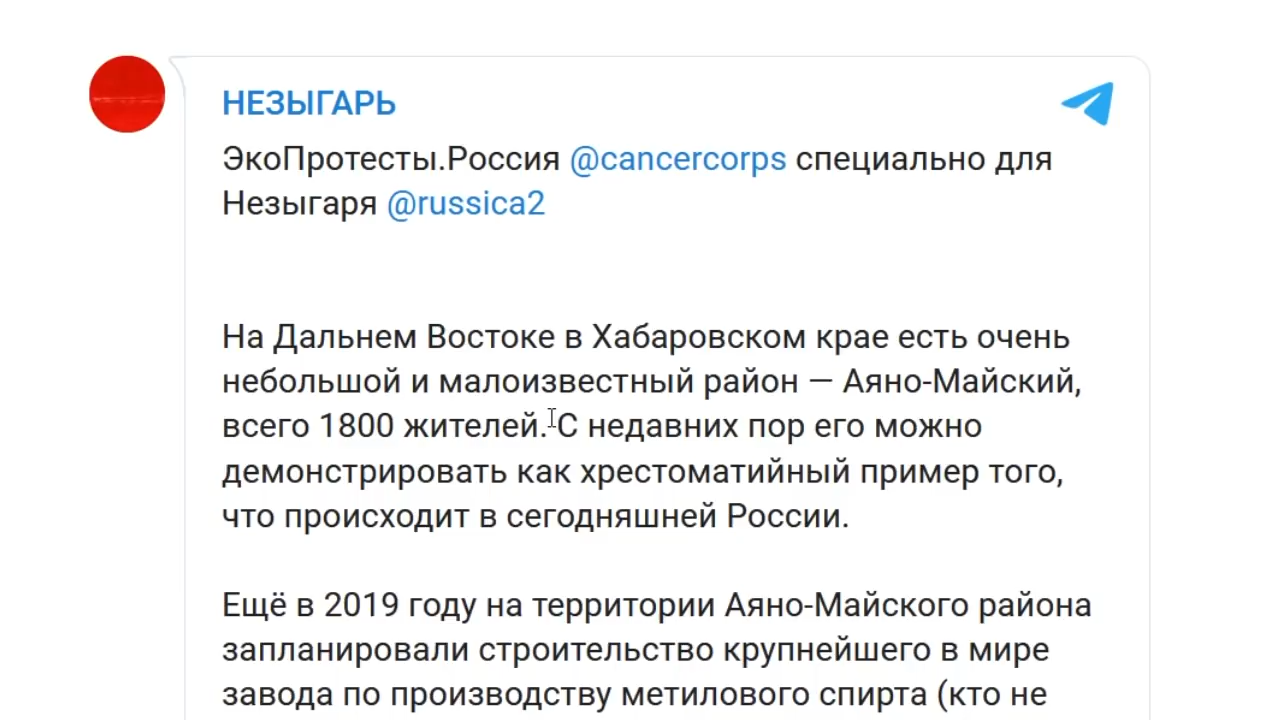 НЕЗЫГАРЬ
ЭкоПротесты.Россия @cancercorps специально для
Незыгаря @russica2
На Дальнем Востоке в Хабаровском крае есть очень
небольшой и малоизвестный район — Аяно-Майский,
всего 1800 жителей. С недавних пор его можно
демонстрировать как хрестоматийный пример того,
что происходит в сегодняшней России.
Ещё в 2019 году на территории Аяно-Майского района
запланировали строительство крупнейшего в мире
завода по производству метилового спирта (кто не